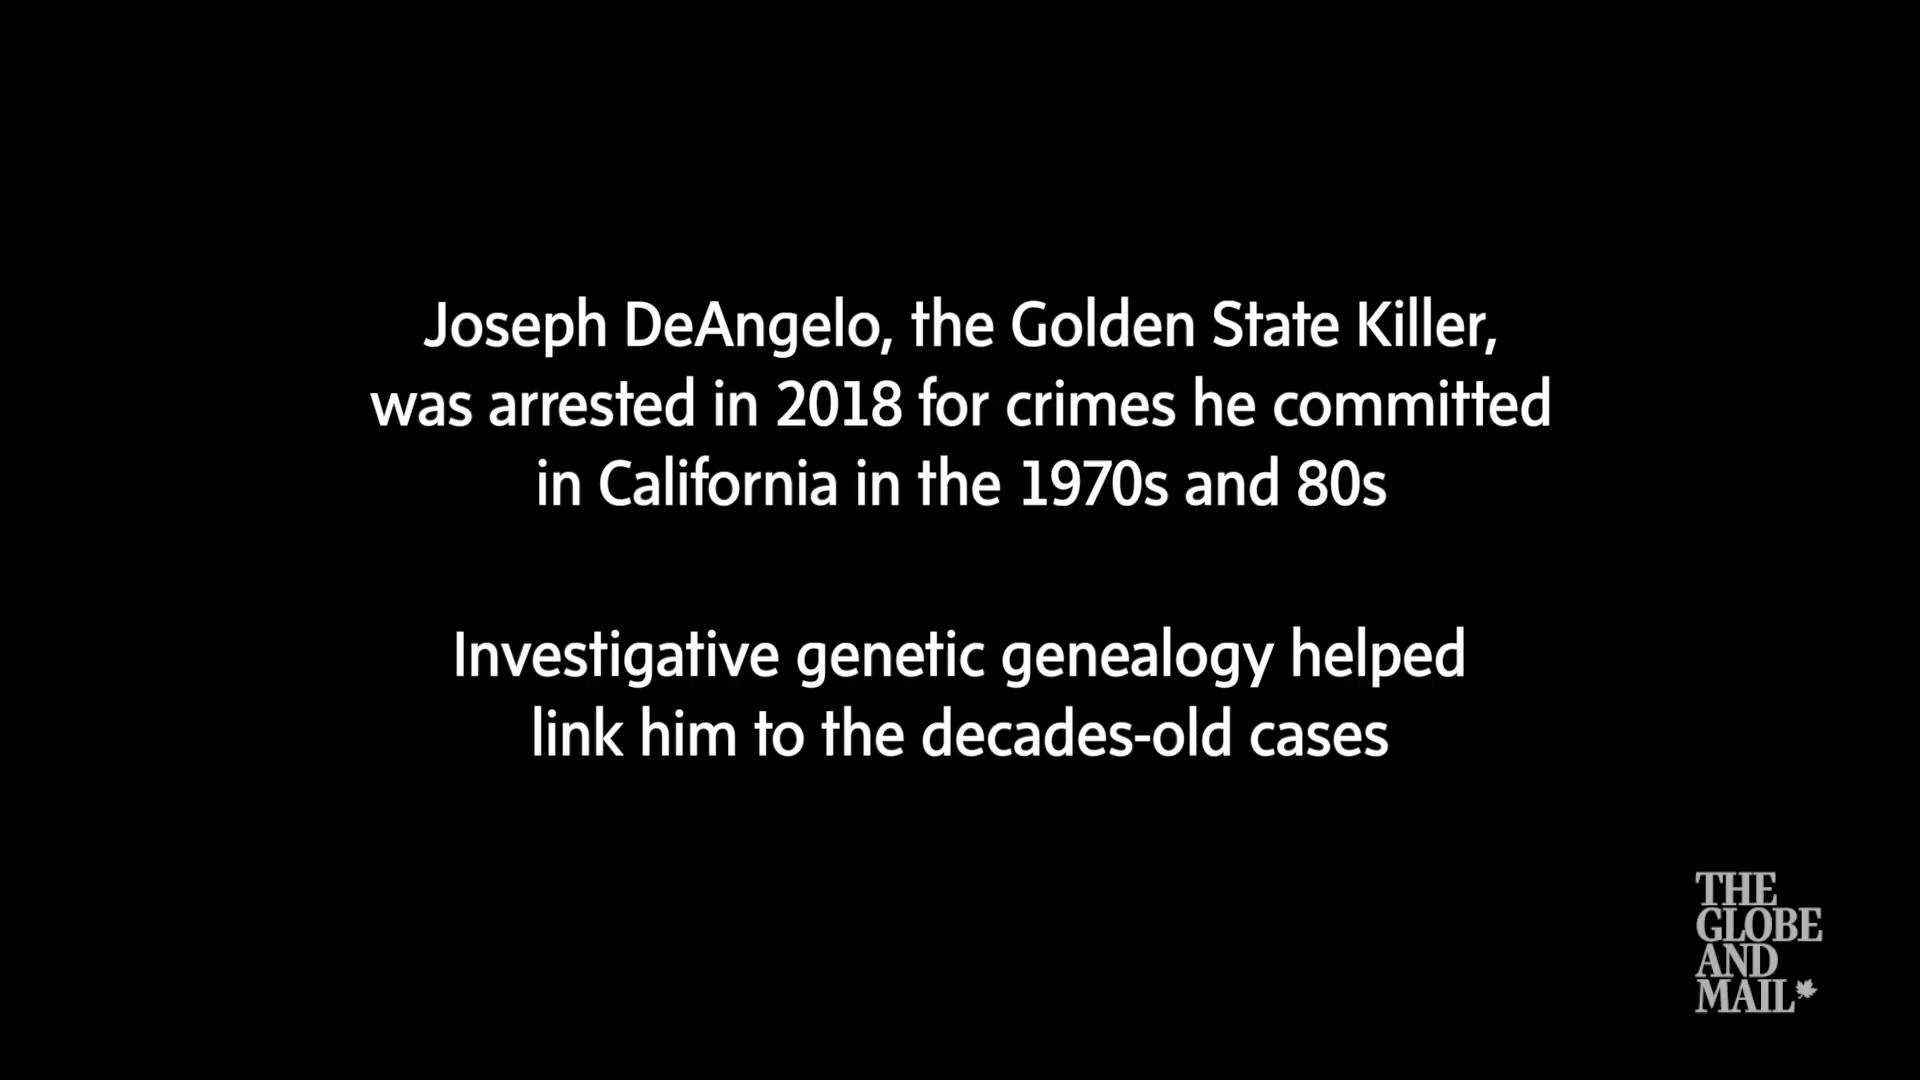 Joseph DeAngelo, the Golden State Killer,
was arrested in 2018 for crimes he committed
in California in the 1970s and 80s
Investigative genetic genealogy helped
link him to the decades-old cases
THE
GLOBE
AND
MAIL